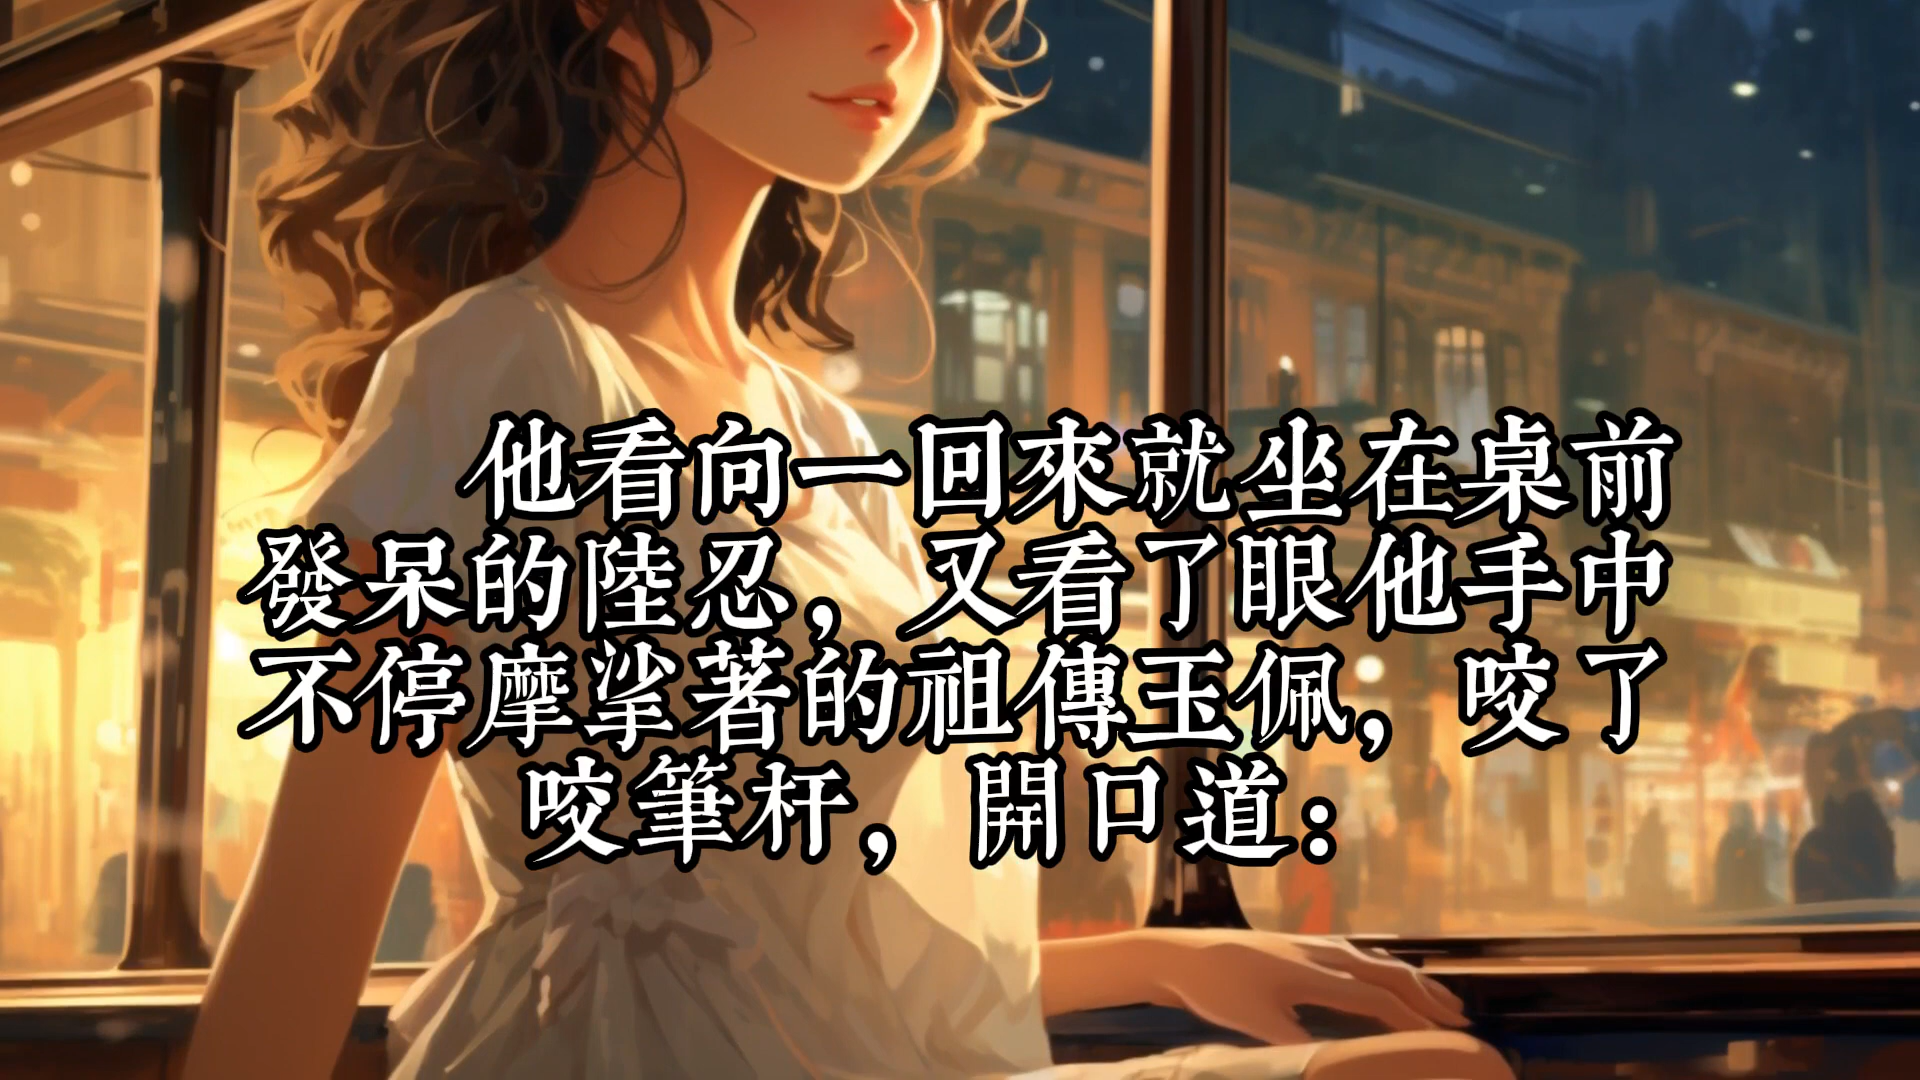 他看向一回來就坐在桌前
發呆的陸忍，又看了眼他手中
不停摩挲著的祖傳玉佩，咬了
咬筆杆，開口道：